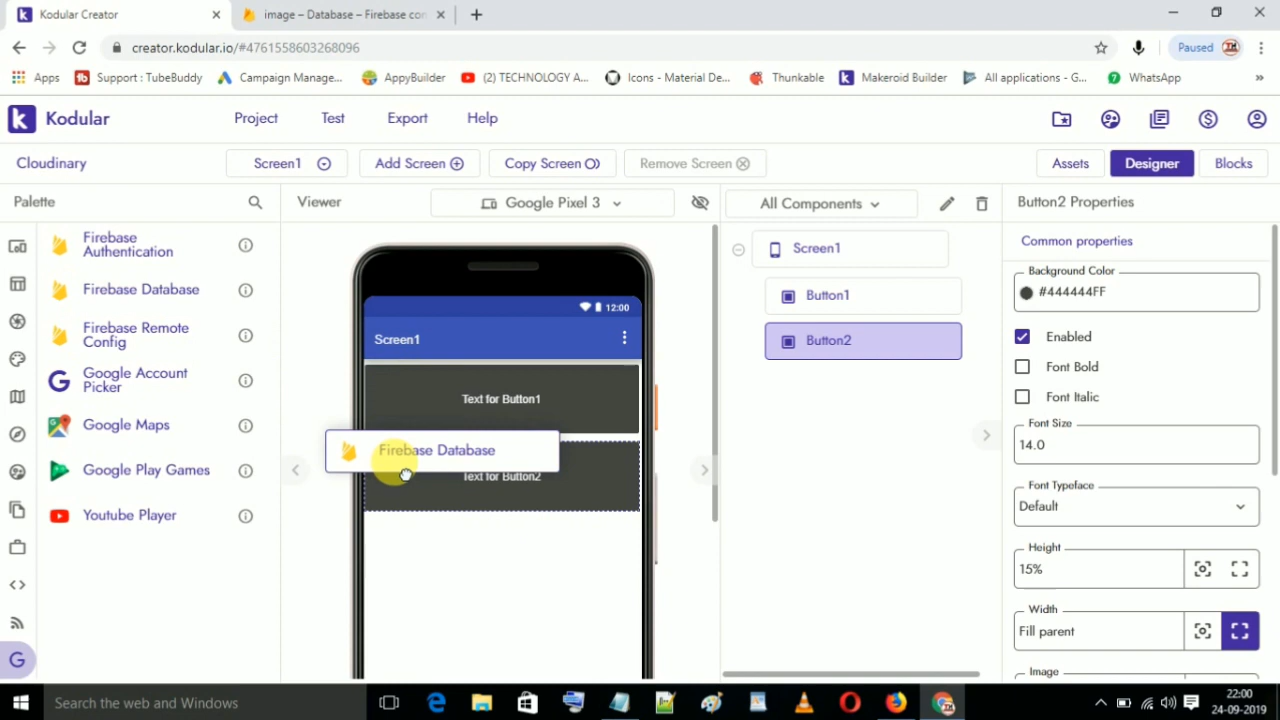 Kodular Creator
image – Database – Firebase con
creator.kodular.io/#4761558603268096
Paused
Apps
Support : TubeBuddy
Campaign Manage...
AppyBuilder
(2) TECHNOLOGY A...
Icons - Material De...
Thunkable
Makeroid Builder
All applications - G...
7 WhatsApp
»
Kodular
Project
Test
Export
Help
Cloudinary
Screen1
Add Screen
Copy Screen
Remove Screen
Assets
Designer
Blocks
Palette
Viewer
Google Pixel 3
All Components
Button2 Properties
Firebase
Authentication
Firebase Database
Firebase Remote
Config
Google Account
Picker
Google Maps
Google Play Games
Youtube Player
12:00
Screen1
Text for Button1
Firebase Database
Text for Button2
Screen1
Button1
Button2
Common properties
Background Color
#444444FF
Enabled
Font Bold
Font Italic
Font Size
14.0
Font Typeface
Default
Height
15%
Width
Fill parent
Image
Search the web and Windows
22:00
24-09-2019